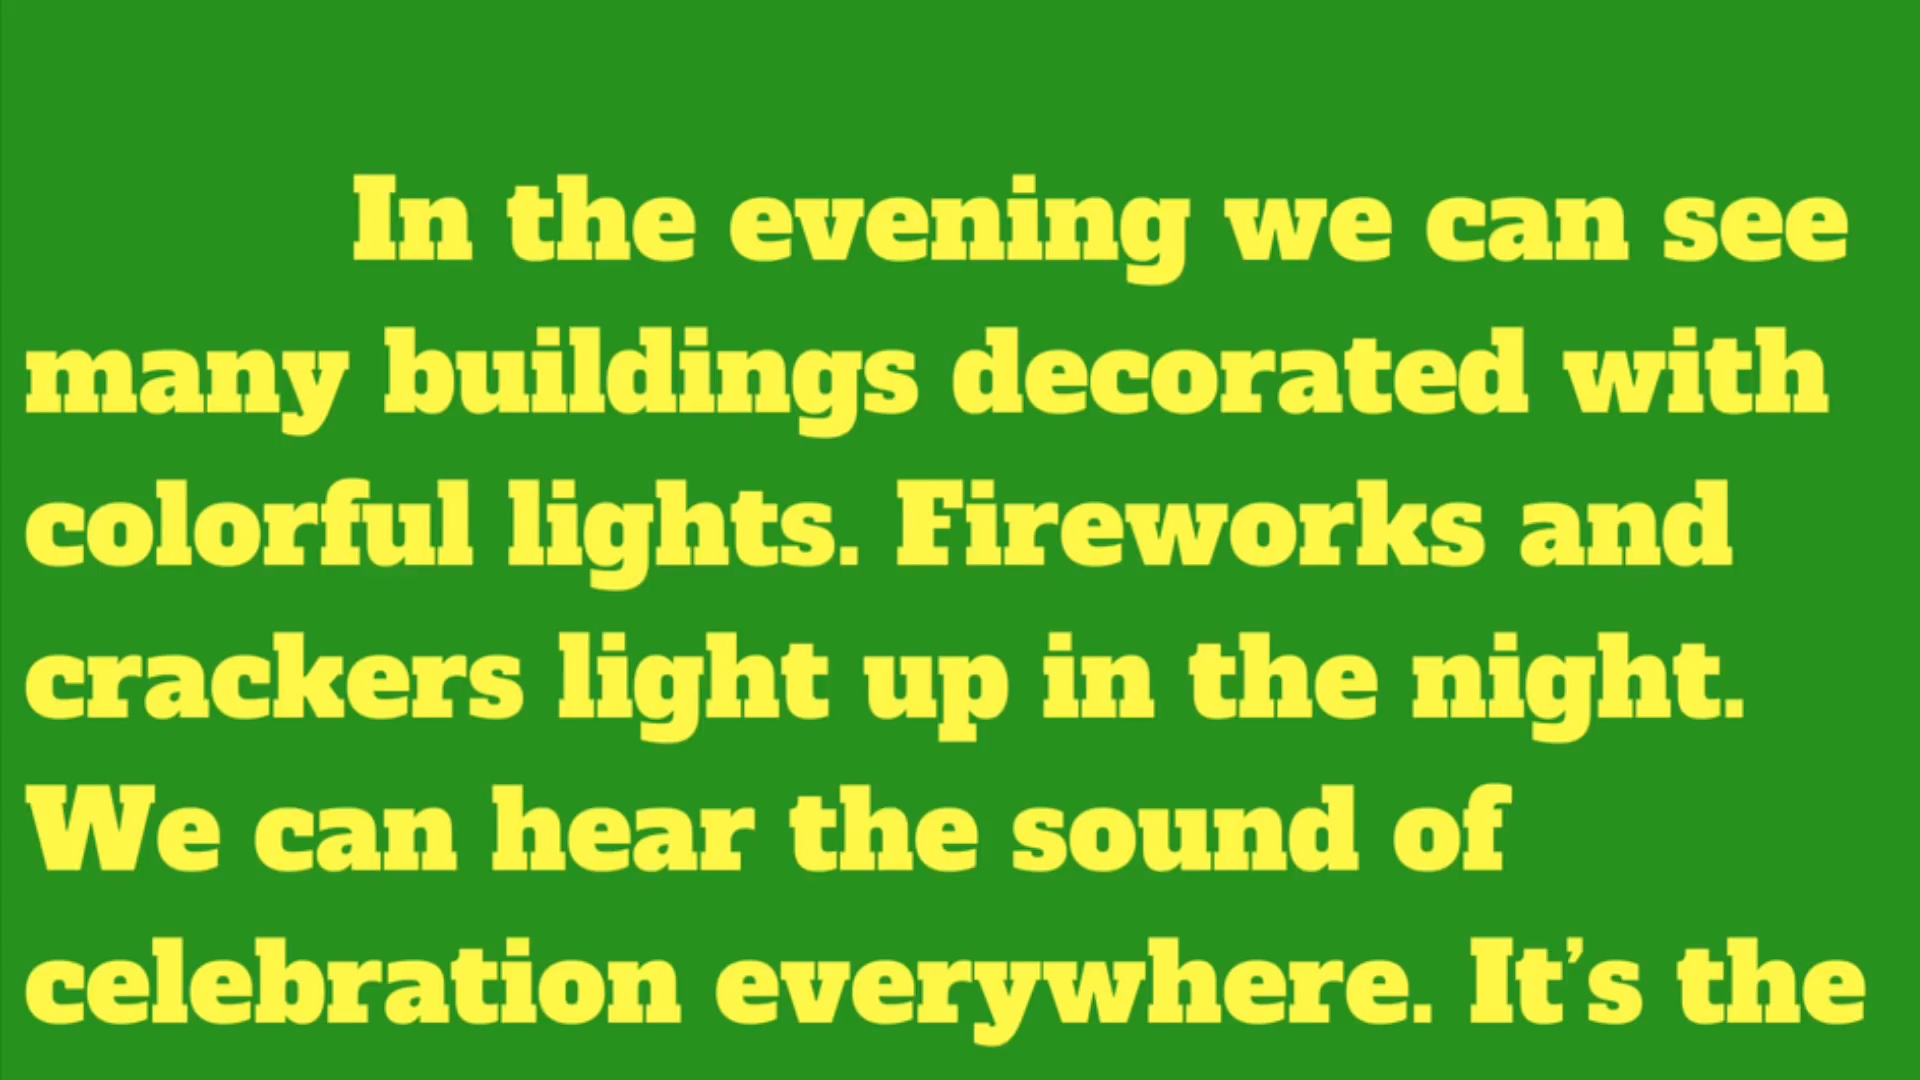 In the evening we can see
many buildings decorated with
colorful lights. Fireworks and
crackers light up in the night.
We can hear the sound of
celebration everywhere. It’s the